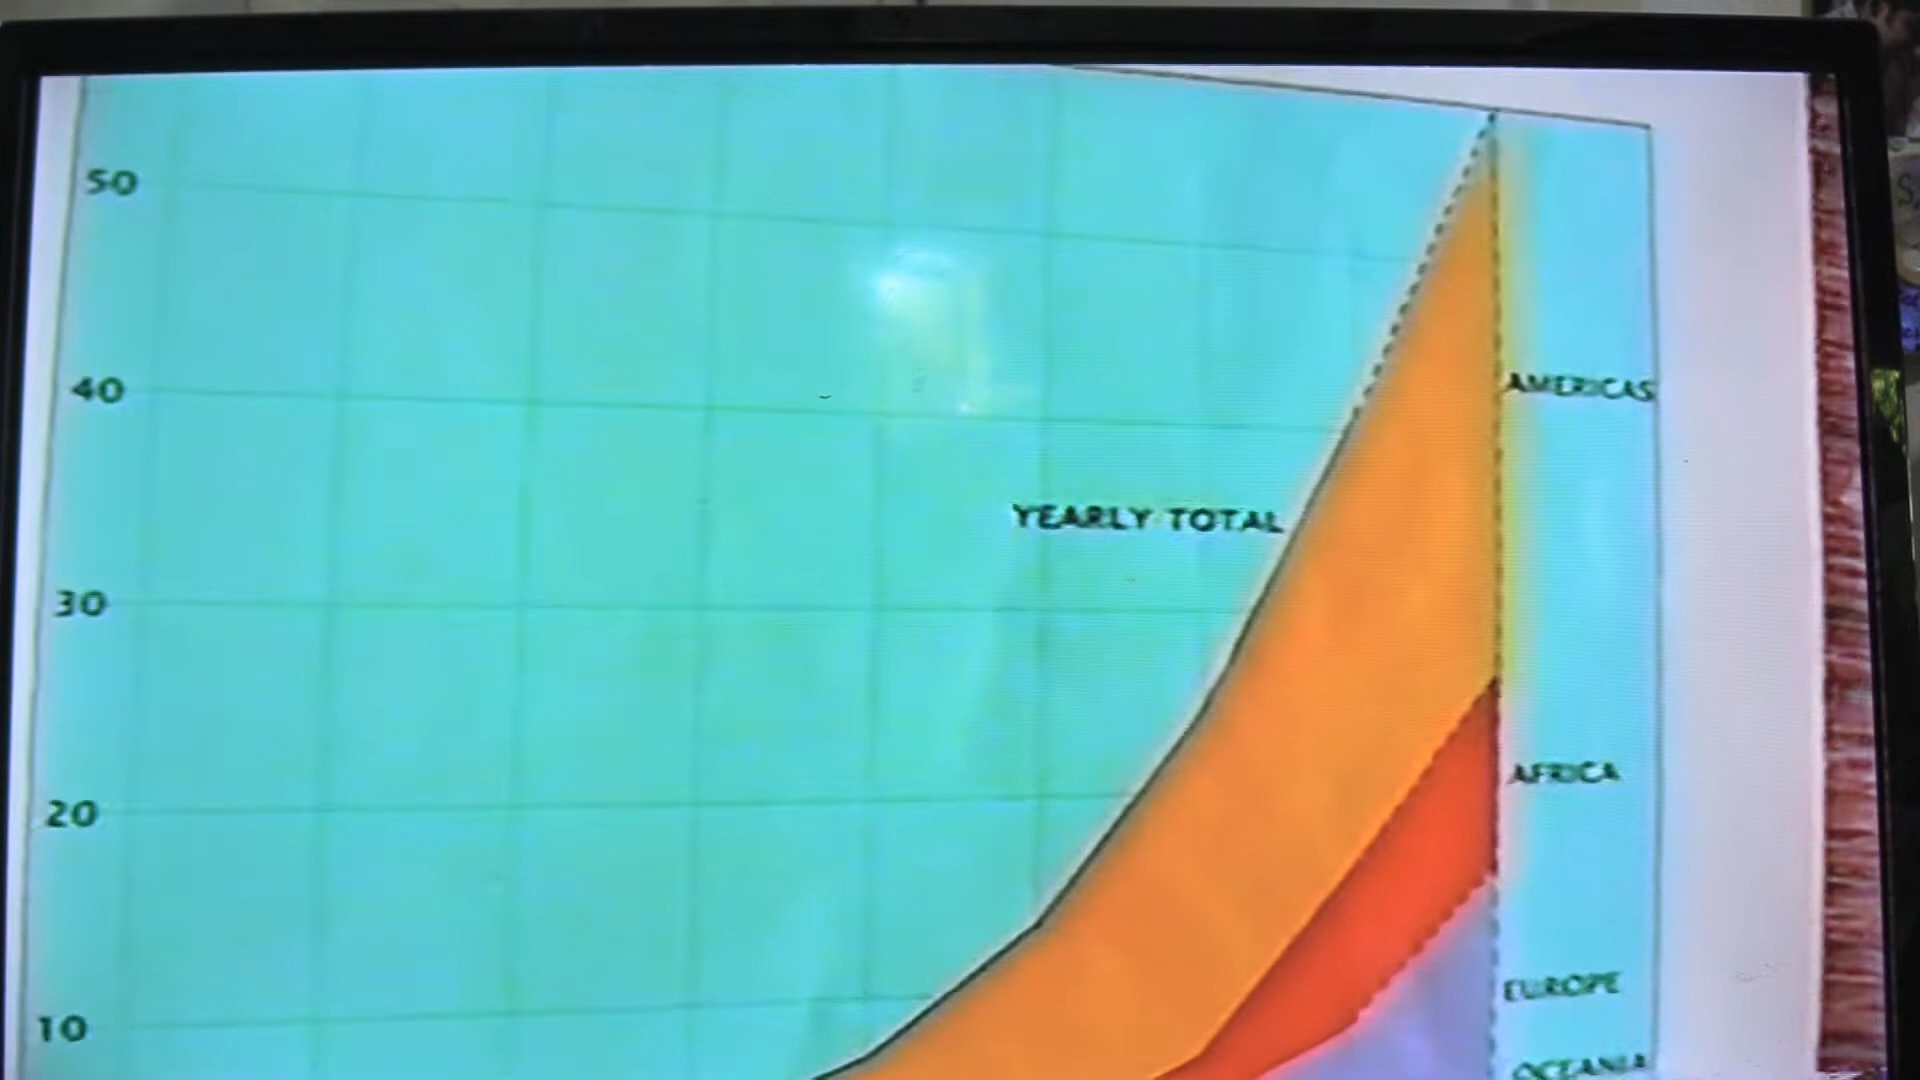 50
40
AMERICAS
YEARLY TOTAL
30
AFRICA
20
EUROPE
10
OCEANIA